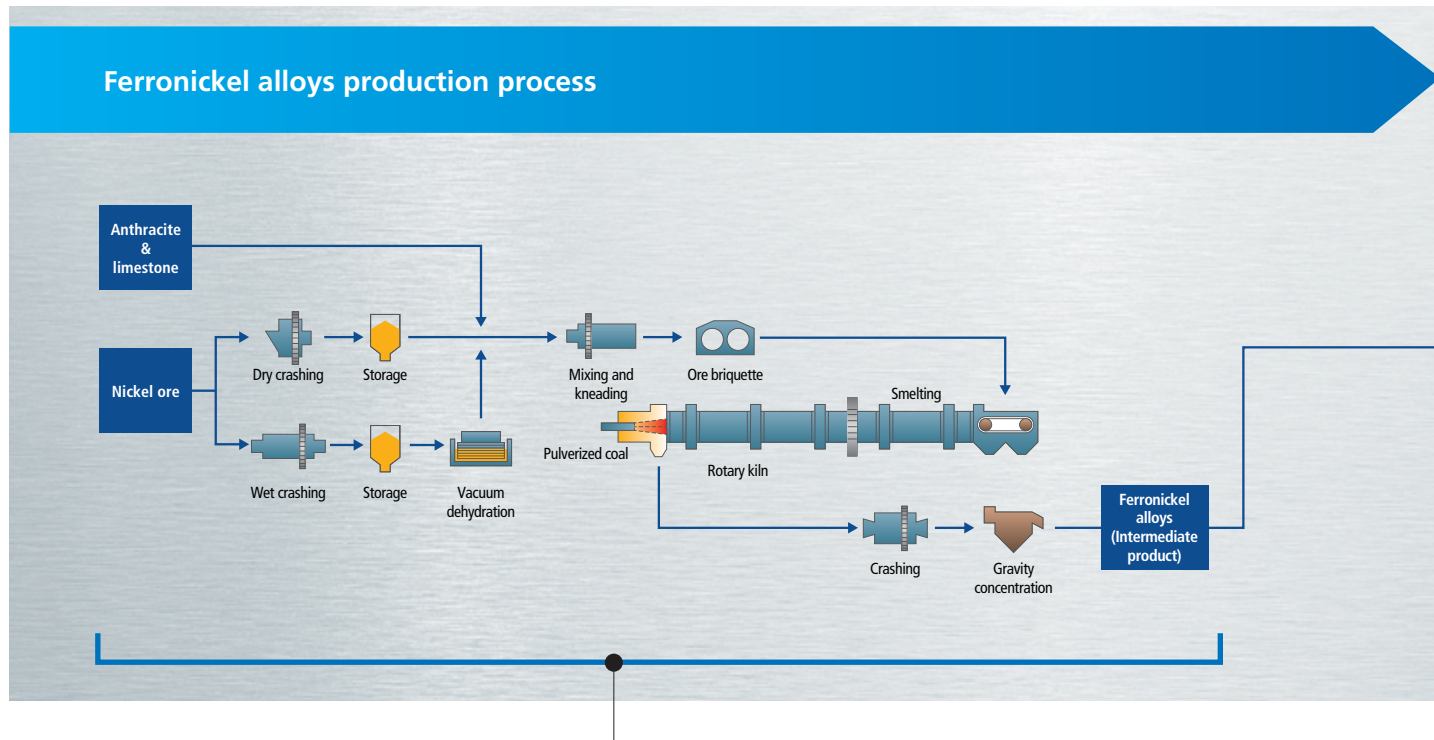 Ferronickel alloys production process
Anthracite
&
limestone
Nickel ore
Dry crashing
Storage
Mixing and
kneading
Ore briquette
Smelting
Pulverized coal
Rotary kiln
Wet crashing
Storage
Vacuum
dehydration
Crashing
Gravity
concentration
Ferronickel
alloys
(Intermediate
product)